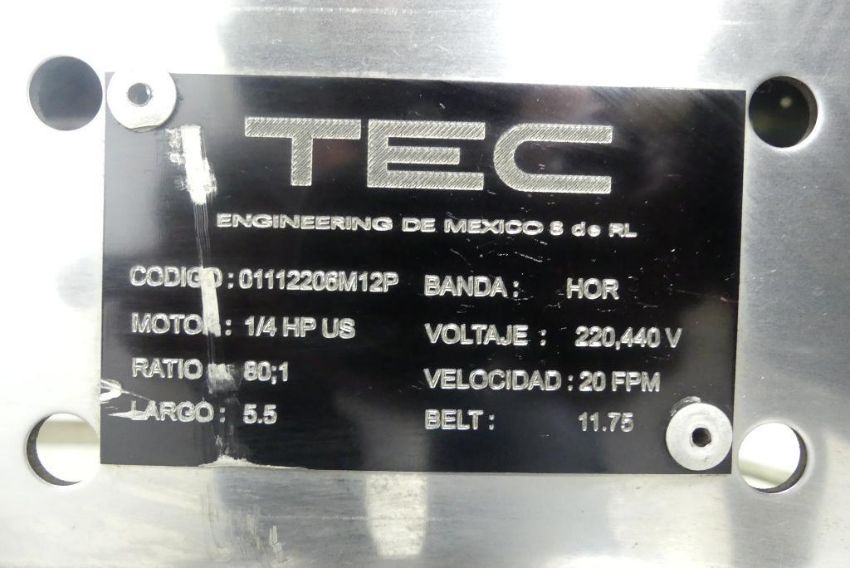 TEC
ENGINEERING DE MEXICO S de RL
CODIGO : 01112206M12P BANDA : HOR
MOTOR : 1/4 HP US VOLTAJE : 220,440 V
RATIO : 80;1 VELOCIDAD : 20 FPM
LARGO : 5.5 BELT : 11.75